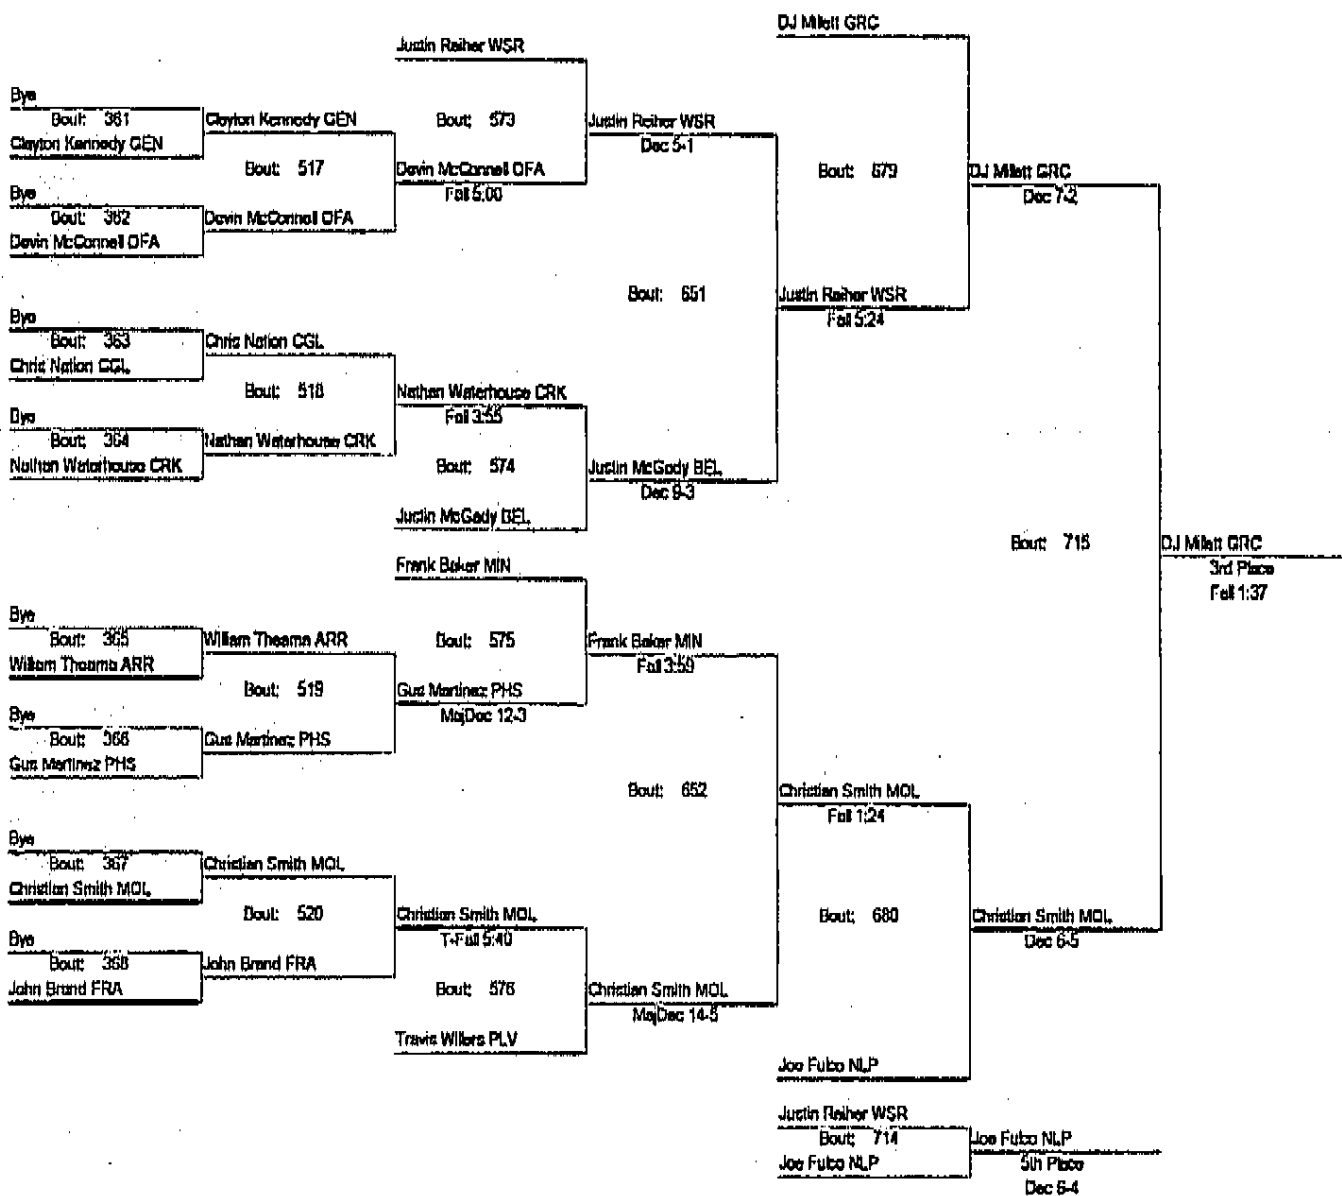 DJ Millett GRC
Justin Reiher WSR
Bye
Bout: 361
Clayton Kennedy GEN
Clayton Kennedy GEN
Bout: 573
Justin Reiher WSR
Dec 5-1
Bout: 517
Devin McConnell OFA
Fall 5:00
Bout: 679
DJ Millett GRC
Dec 7-2
Bye
Bout: 362
Devin McConnell OFA
Devin McConnell OFA
Bout: 651
Justin Reiher WSR
Fall 5:24
Bye
Bout: 363
Chris Nation CGL
Chris Nation CGL
Bout: 518
Nathan Waterhouse CRK
Fall 3:55
Bye
Bout: 364
Nathan Waterhouse CRK
Nathan Waterhouse CRK
Bout: 574
Justin McGady BEL
Dec 9-3
Justin McGady BEL
Bout: 715
DJ Millett GRC
3rd Place
Fall 1:37
Frank Baker MIN
Bye
Bout: 365
William Theama ARR
William Theama ARR
Bout: 575
Frank Baker MIN
Fall 3:59
Bout: 519
Gus Martinez PHS
MajDec 12-3
Bye
Bout: 366
Gus Martinez PHS
Gus Martinez PHS
Bout: 652
Christian Smith MOL
Fall 1:24
Bye
Bout: 367
Christian Smith MOL
Christian Smith MOL
Bout: 520
Christian Smith MOL
T-Fall 5:40
Bout: 680
Christian Smith MOL
Dec 6-5
Bye
Bout: 368
John Brand FRA
John Brand FRA
Bout: 576
Christian Smith MOL
MajDec 14-5
Travis Willers PLV
Joe Fulco NLP
Justin Reiher WSR
Bout: 714
Joe Fulco NLP
Joe Fulco NLP
5th Place
Dec 6-4